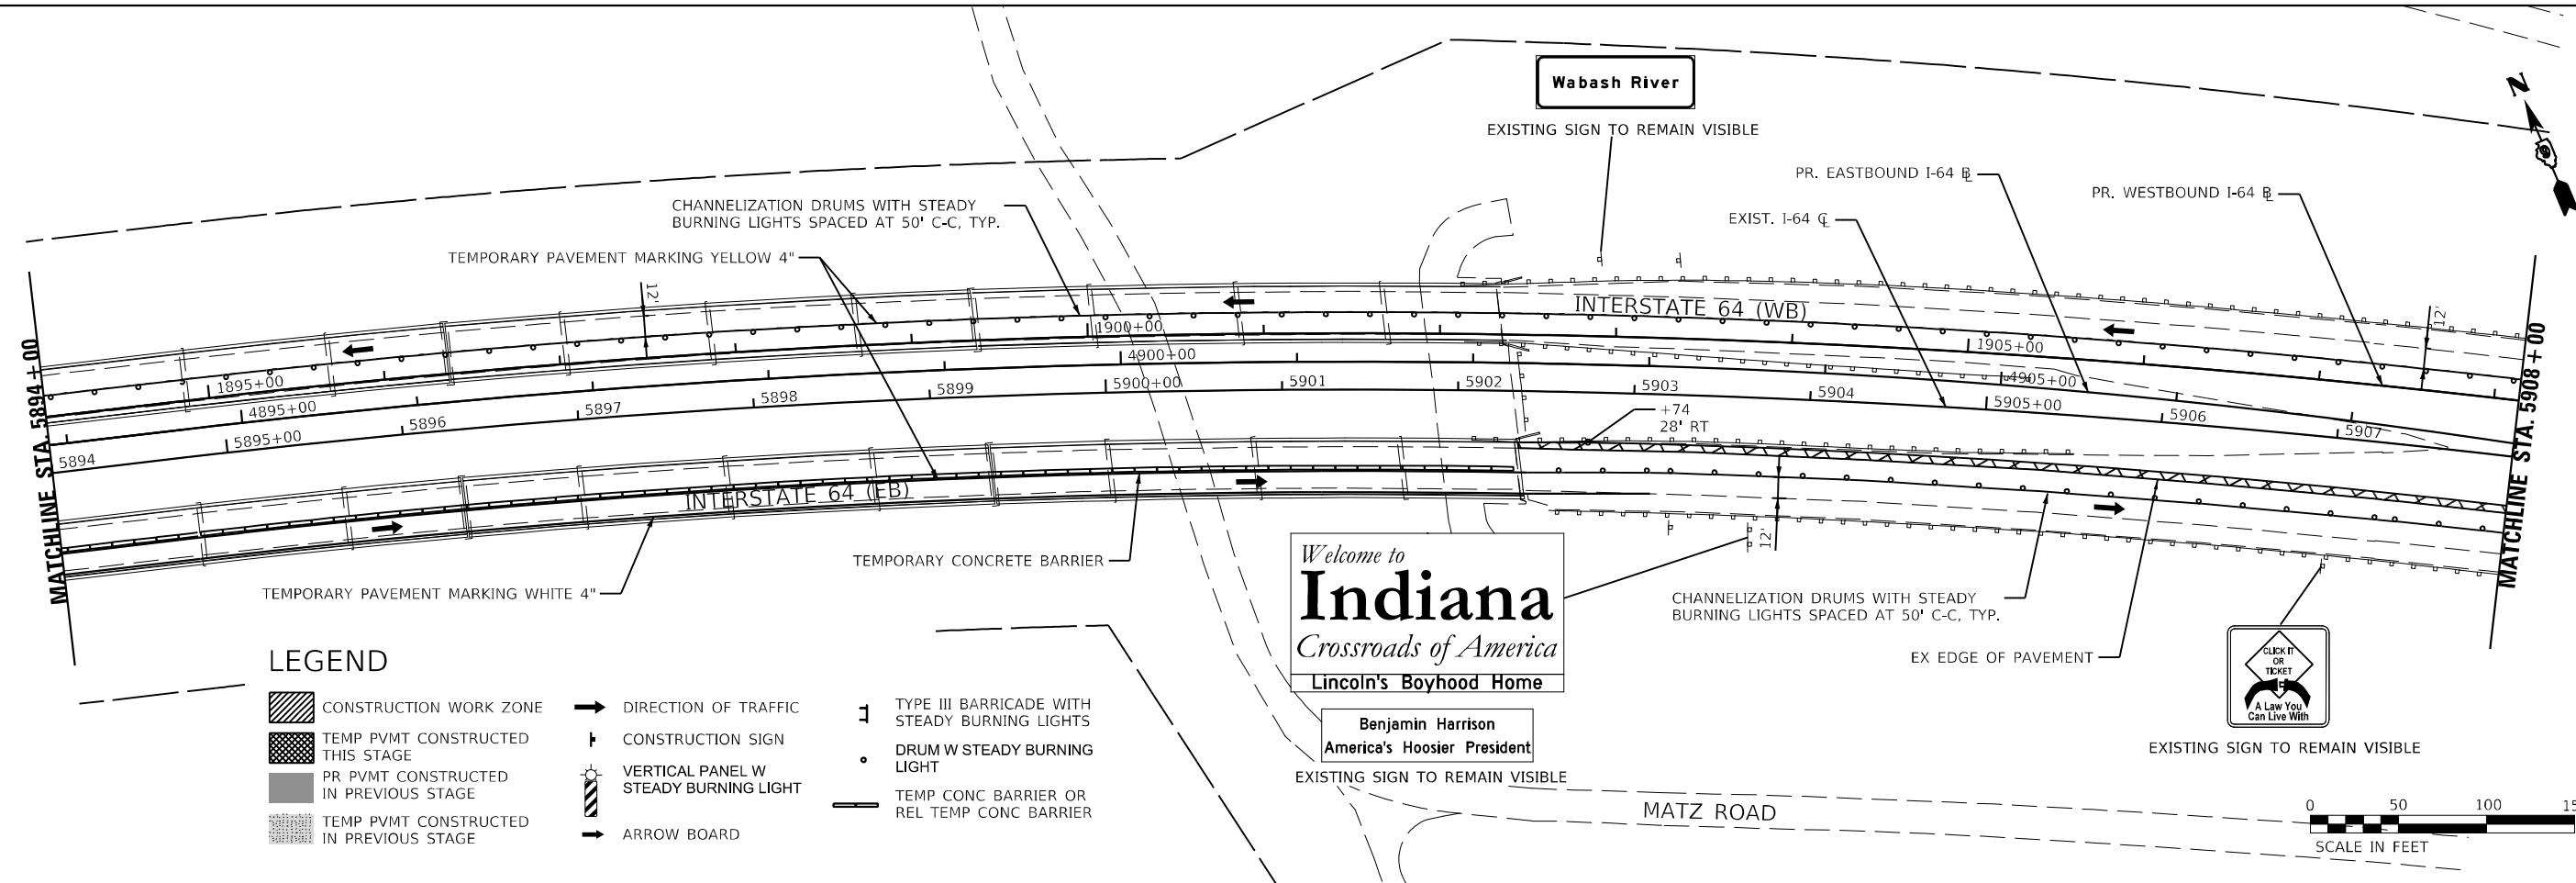 Wabash River
EXISTING SIGN TO REMAIN VISIBLE
N
PR. EASTBOUND I-64 ℄
PR. WESTBOUND I-64 ℄
EXIST. I-64 ℄
CHANNELIZATION DRUMS WITH STEADY
BURNING LIGHTS SPACED AT 50' C-C, TYP.
TEMPORARY PAVEMENT MARKING YELLOW 4"
12'
INTERSTATE 64 (WB)
12'
1895+00
1900+00
1905+00
4895+00
4900+00
4905+00
5894
5895+00
5896
5897
5898
5899
5900+00
5901
5902
5903
5904
5905+00
5906
5907
+74
28' RT
MATCHLINE STA. 5894+00
MATCHLINE STA. 5908+00
INTERSTATE 64 (EB)
12'
TEMPORARY CONCRETE BARRIER
TEMPORARY PAVEMENT MARKING WHITE 4"
Welcome to
Indiana
Crossroads of America
Lincoln's Boyhood Home
Benjamin Harrison
America's Hoosier President
EXISTING SIGN TO REMAIN VISIBLE
CHANNELIZATION DRUMS WITH STEADY
BURNING LIGHTS SPACED AT 50' C-C, TYP.
EX EDGE OF PAVEMENT
CLICK IT
OR
TICKET
A Law You
Can Live With
EXISTING SIGN TO REMAIN VISIBLE
MATZ ROAD
LEGEND
CONSTRUCTION WORK ZONE
TEMP PVMT CONSTRUCTED
THIS STAGE
PR PVMT CONSTRUCTED
IN PREVIOUS STAGE
TEMP PVMT CONSTRUCTED
IN PREVIOUS STAGE
DIRECTION OF TRAFFIC
CONSTRUCTION SIGN
VERTICAL PANEL W
STEADY BURNING LIGHT
ARROW BOARD
TYPE III BARRICADE WITH
STEADY BURNING LIGHTS
DRUM W STEADY BURNING
LIGHT
TEMP CONC BARRIER OR
REL TEMP CONC BARRIER
0 50 100
SCALE IN FEET